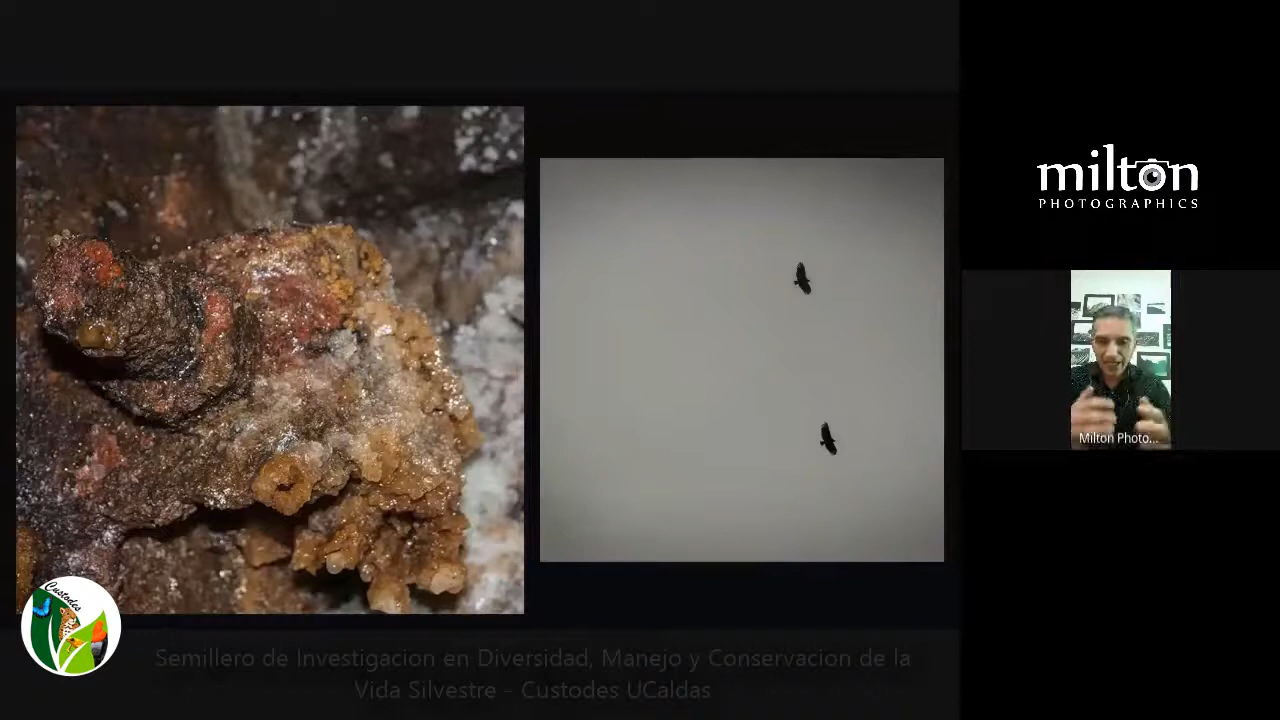 milton
PHOTOGRAPHICS
Milton Photo...
Custodes
Semillero de Investigacion en Diversidad, Manejo y Conservacion de la
Vida Silvestre - Custodes UCaldas